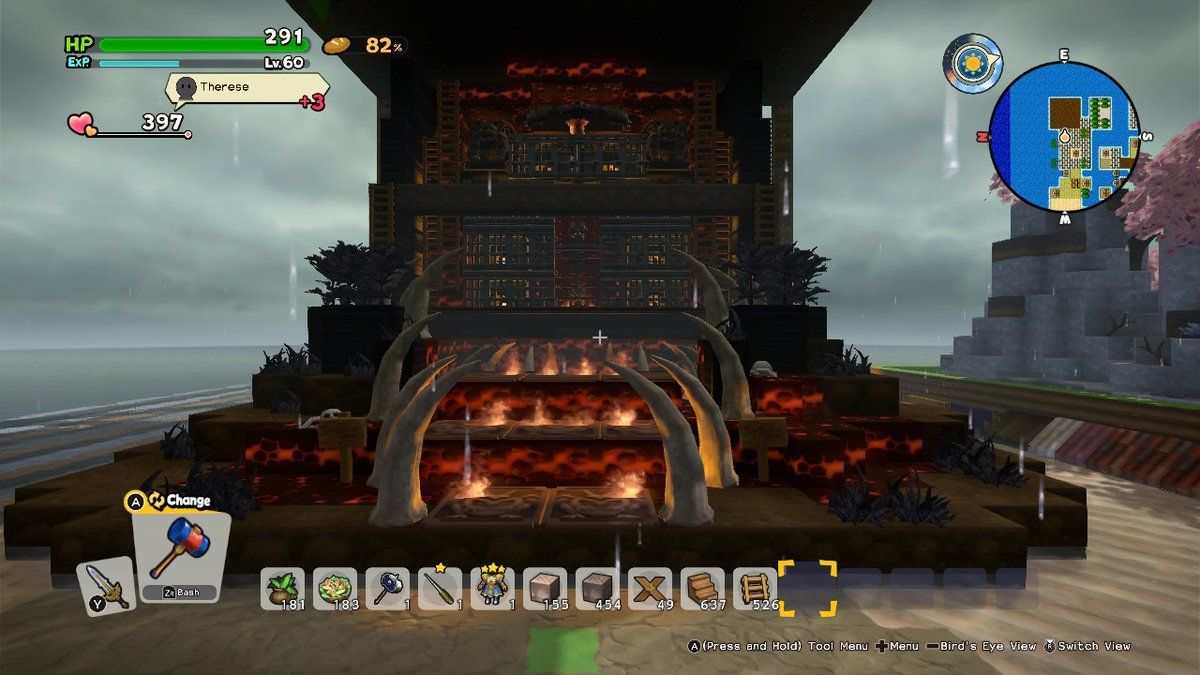 HP 291
82%
EXP. Lv.60
Therese
+3
397
E
N
S
W
A Change
Y
Zr Bash
181 183 1 1 1 155 454 49 637 526
A (Press and Hold) Tool Menu Menu Bird's Eye View R Switch View